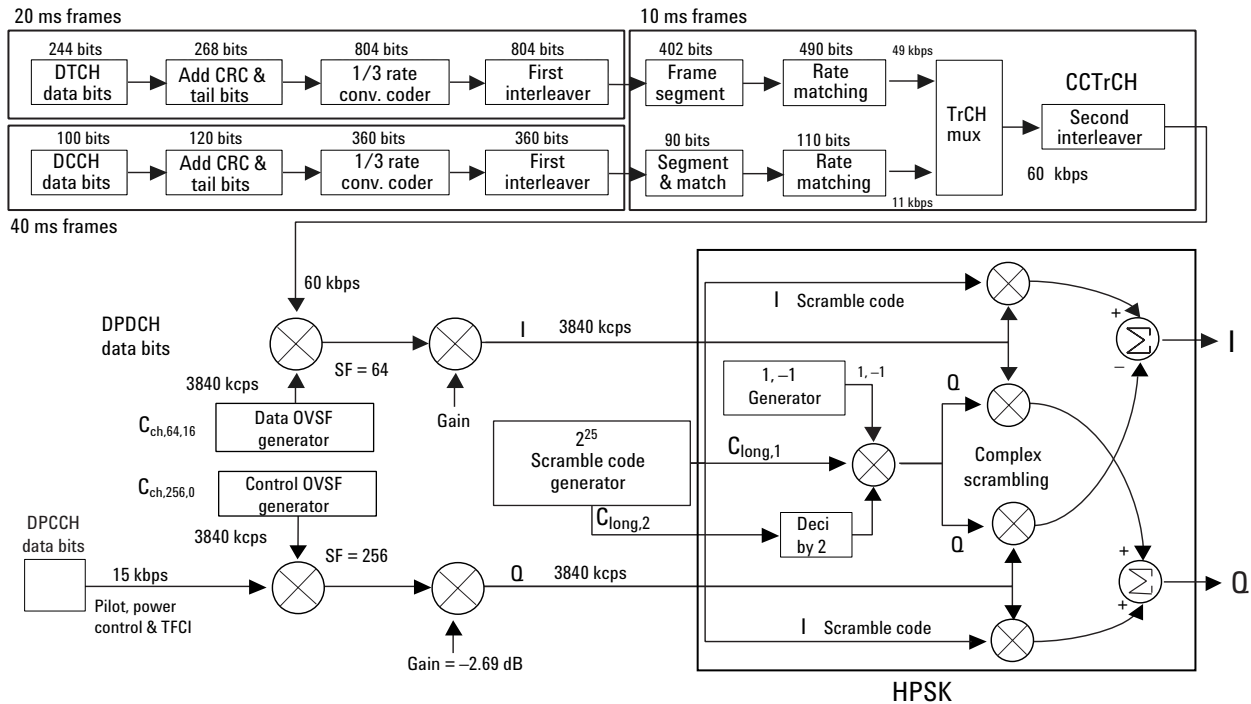 20 ms frames
10 ms frames
244 bits
268 bits
804 bits
804 bits
402 bits
490 bits
49 kbps
DTCH
data bits
Add CRC &
tail bits
1/3 rate
conv. coder
First
interleaver
Frame
segment
Rate
matching
TrCH
mux
CCTrCH
Second
interleaver
60 kbps
100 bits
120 bits
360 bits
360 bits
90 bits
110 bits
DCCH
data bits
Add CRC &
tail bits
1/3 rate
conv. coder
First
interleaver
Segment
& match
Rate
matching
11 kbps
40 ms frames
60 kbps
DPDCH
data bits
I
3840 kcps
I Scramble code
+
Σ
−
I
SF = 64
3840 kcps
Gain
Data OVSF
generator
C_ch,64,16
1, –1
Generator
1, –1
Q
2^25
Scramble code
generator
C_long,1
Complex
scrambling
C_ch,256,0
Control OVSF
generator
C_long,2
Deci
by 2
Q
3840 kcps
DPCCH
data bits
SF = 256
15 kbps
Pilot, power
control & TFCI
Q
3840 kcps
+
Σ
+
Q
I Scramble code
Gain = –2.69 dB
HPSK